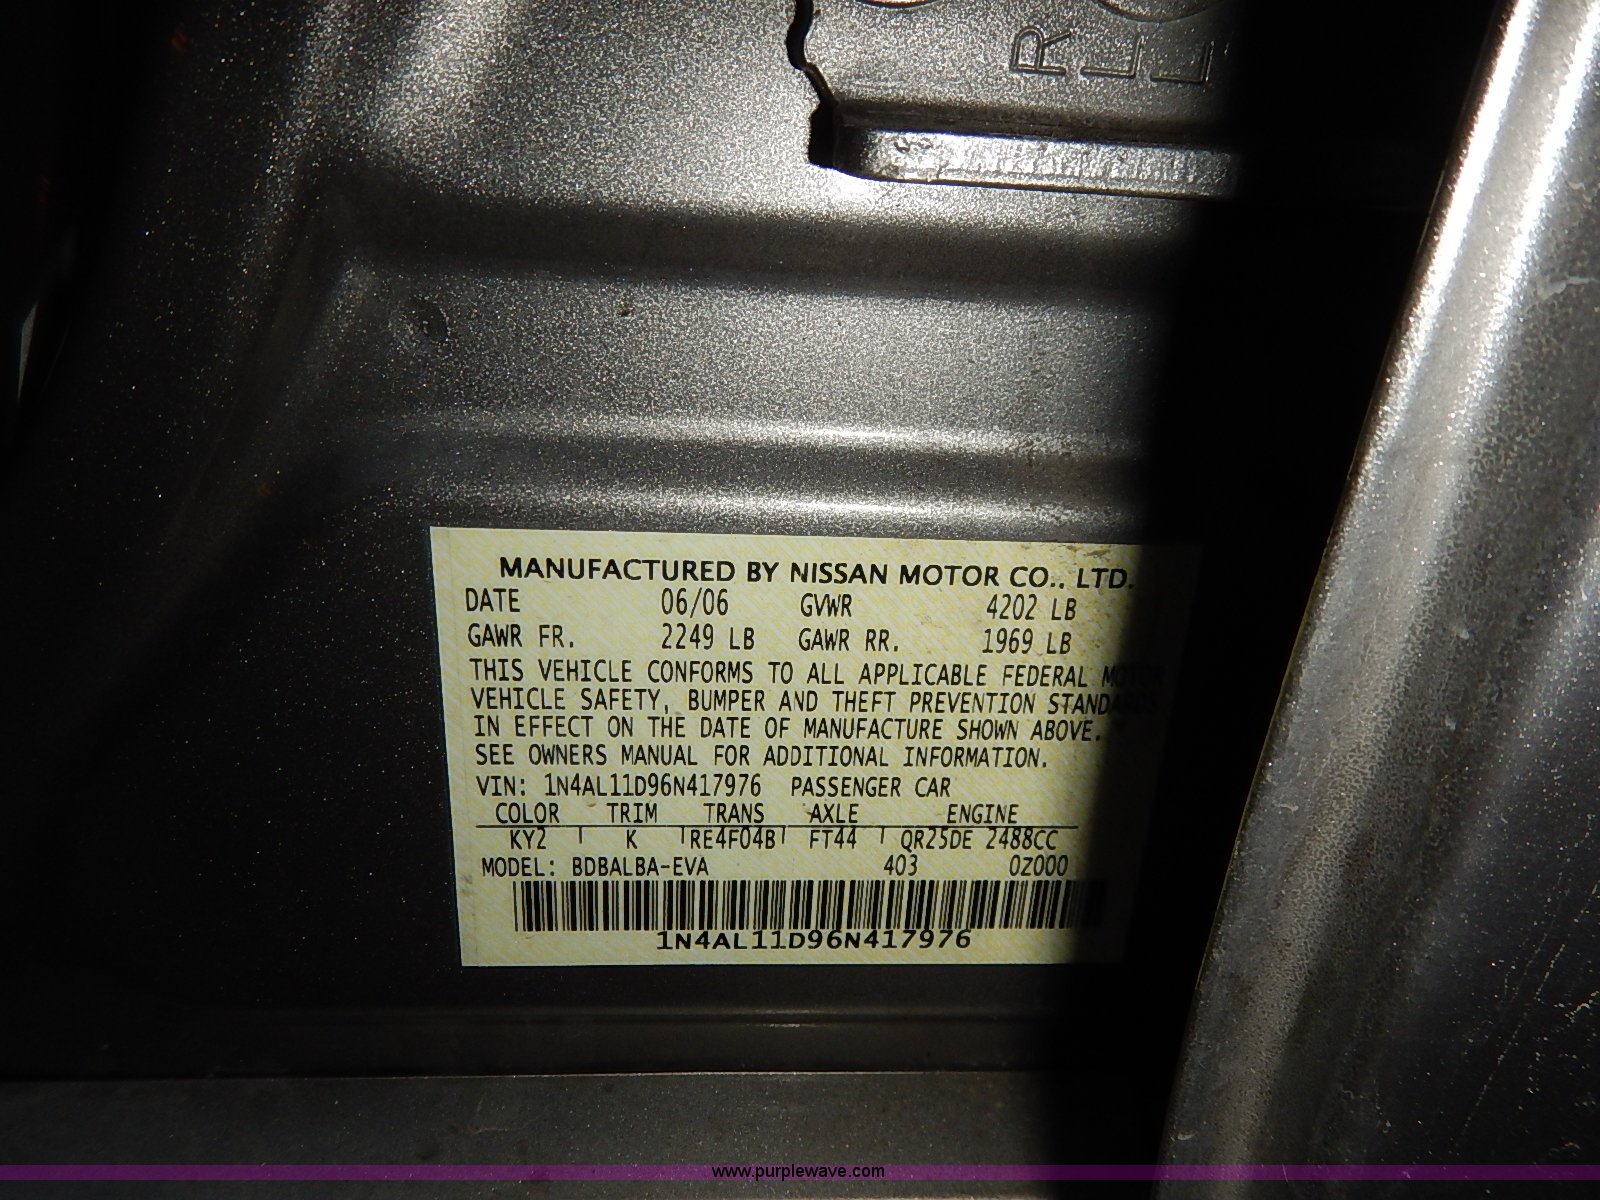 MANUFACTURED BY NISSAN MOTOR CO., LTD.
DATE 06/06 GVWR 4202 LB
GAWR FR. 2249 LB GAWR RR. 1969 LB
THIS VEHICLE CONFORMS TO ALL APPLICABLE FEDERAL MOTOR
VEHICLE SAFETY, BUMPER AND THEFT PREVENTION STANDARDS
IN EFFECT ON THE DATE OF MANUFACTURE SHOWN ABOVE.
SEE OWNERS MANUAL FOR ADDITIONAL INFORMATION.
VIN: 1N4AL11D96N417976 PASSENGER CAR
COLOR TRIM TRANS AXLE ENGINE
KY2 K RE4F04B FT44 QR25DE 2488CC
MODEL: BDBALBA-EVA 403 0Z000
1N4AL11D96N417976
www.purplewave.com